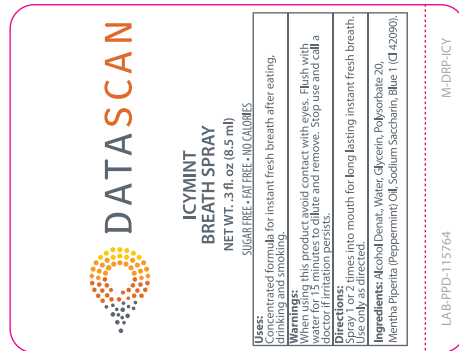 DATASCAN
ICYMINT
BREATH SPRAY
NET WT. .3 fl. oz (8.5 ml)
SUGAR FREE • FAT FREE • NO CALORIES
Uses:
Concentrated formula for instant fresh breath after eating,
drinking and smoking.
Warnings:
When using this product avoid contact with eyes. Flush with
water for 15 minutes to dilute and remove. Stop use and call a
doctor if irritation persists.
Directions:
Spray 1 or 2 times into mouth for long lasting instant fresh breath.
Use only as directed.
Ingredients: Alcohol Denat, Water, Glycerin, Polysorbate 20,
Mentha Piperita (Peppermint) Oil, Sodium Saccharin, Blue 1 (CI 42090).
LAB-PPD-115764
M-DRP-ICY